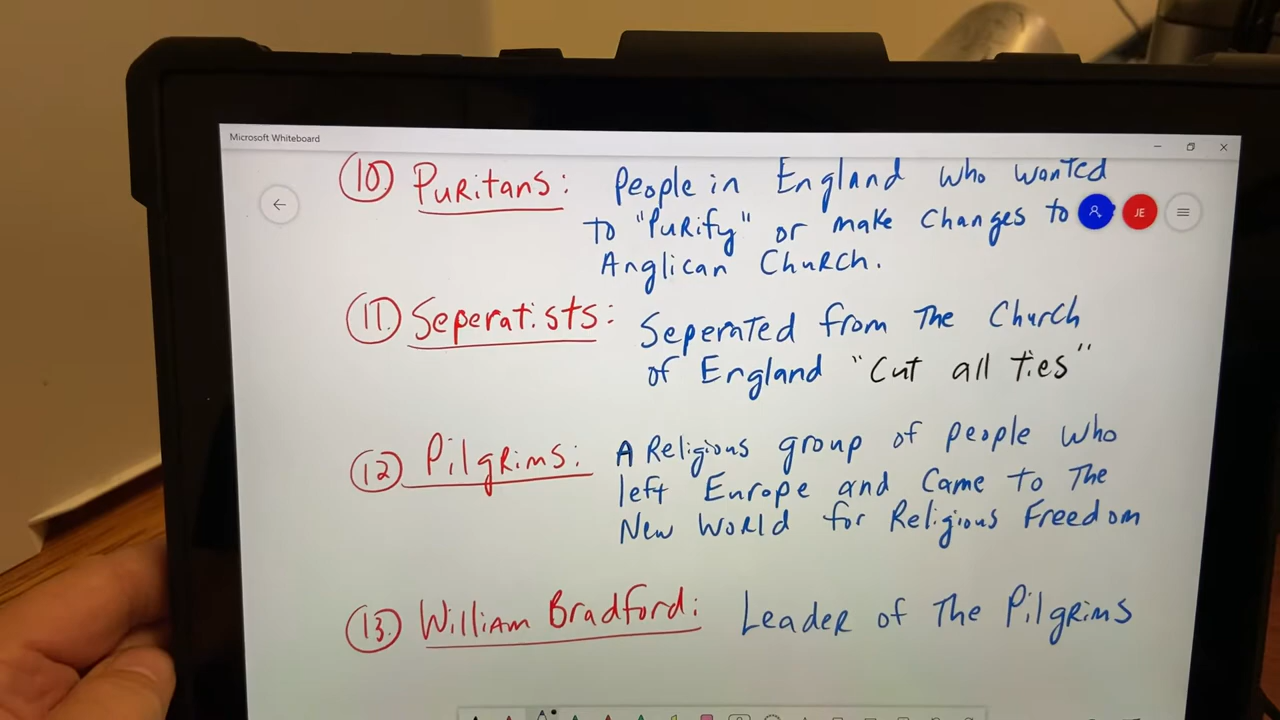 Microsoft Whiteboard
10. Puritans: People in England who wanted
to "Purify" or make changes to
Anglican Church.
JE
11. Seperatists: Seperated from The Church
of England "Cut all ties"
12. Pilgrims: A Religious group of people who
left Europe and Came to The
New World for Religious Freedom
13. William Bradford: Leader of The Pilgrims